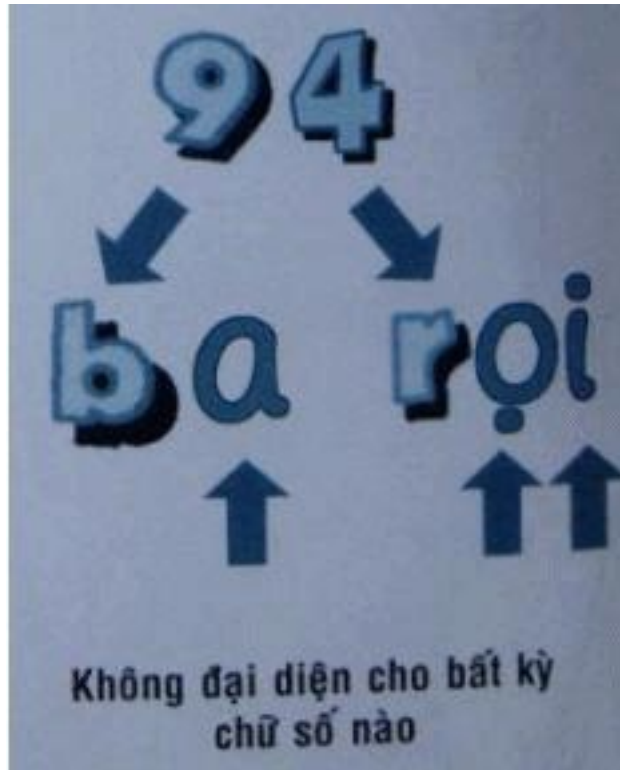 94
ba rọi
Không đại diện cho bất kỳ
chữ số nào